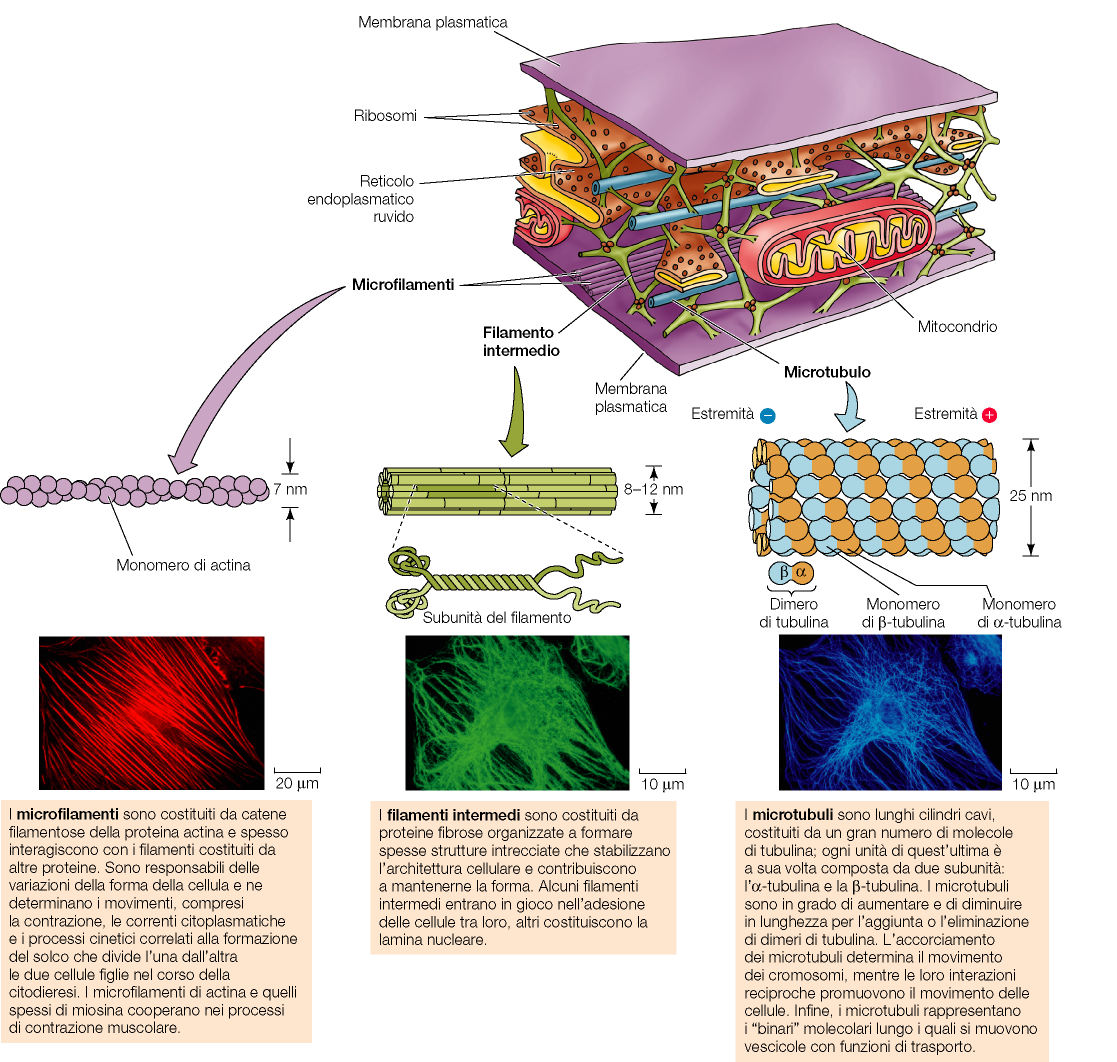 Membrana plasmatica
Ribosomi
Reticolo
endoplasmatico
ruvido
Microfilamenti
Filamento
intermedio
Membrana
plasmatica
Mitocondrio
Microtubulo
Estremità −
Estremità +
7 nm
Monomero di actina
8–12 nm
Subunità del filamento
25 nm
β α
Dimero
di tubulina
Monomero
di β-tubulina
Monomero
di α-tubulina
20 μm
10 μm
10 μm
I microfilamenti sono costituiti da catene
filamentose della proteina actina e spesso
interagiscono con i filamenti costituiti da
altre proteine. Sono responsabili delle
variazioni della forma della cellula e ne
determinano i movimenti, compresi
la contrazione, le correnti citoplasmatiche
e i processi cinetici correlati alla formazione
del solco che divide l'una dall'altra
le due cellule figlie nel corso della
citodieresi. I microfilamenti di actina e quelli
spessi di miosina cooperano nei processi
di contrazione muscolare.
I filamenti intermedi sono costituiti da
proteine fibrose organizzate a formare
spesse strutture intrecciate che stabilizzano
l'architettura cellulare e contribuiscono
a mantenerne la forma. Alcuni filamenti
intermedi entrano in gioco nell'adesione
delle cellule tra loro, altri costituiscono la
lamina nucleare.
I microtubuli sono lunghi cilindri cavi,
costituiti da un gran numero di molecole
di tubulina; ogni unità di quest'ultima è
a sua volta composta da due subunità:
l'α-tubulina e la β-tubulina. I microtubuli
sono in grado di aumentare e di diminuire
in lunghezza per l'aggiunta o l'eliminazione
di dimeri di tubulina. L'accorciamento
dei microtubuli determina il movimento
dei cromosomi, mentre le loro interazioni
reciproche promuovono il movimento delle
cellule. Infine, i microtubuli rappresentano
i "binari" molecolari lungo i quali si muovono
vescicole con funzioni di trasporto.